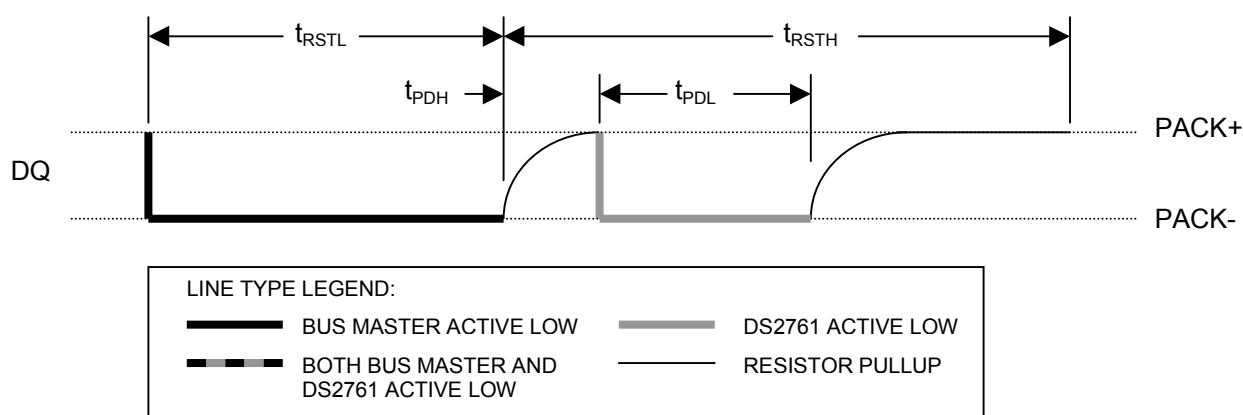 tRSTL
tRSTH
tPDH
tPDL
PACK+
DQ
PACK-
LINE TYPE LEGEND:
BUS MASTER ACTIVE LOW
DS2761 ACTIVE LOW
BOTH BUS MASTER AND
DS2761 ACTIVE LOW
RESISTOR PULLUP